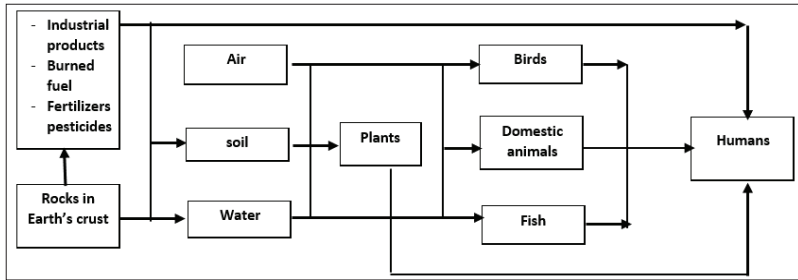 - Industrial
products
- Burned
fuel
- Fertilizers
pesticides
Air
Birds
soil
Plants
Domestic
animals
Humans
Rocks in
Earth's crust
Water
Fish